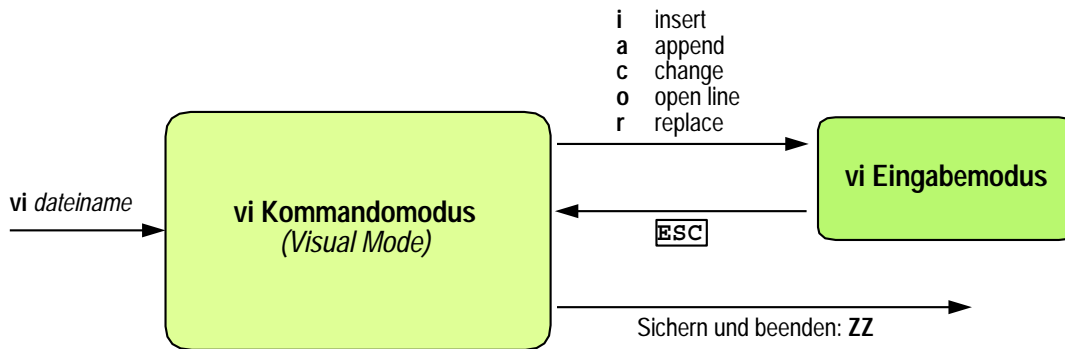 i insert
a append
c change
o open line
r replace
vi dateiname
vi Kommandomodus
(Visual Mode)
vi Eingabemodus
ESC
Sichern und beenden: ZZ